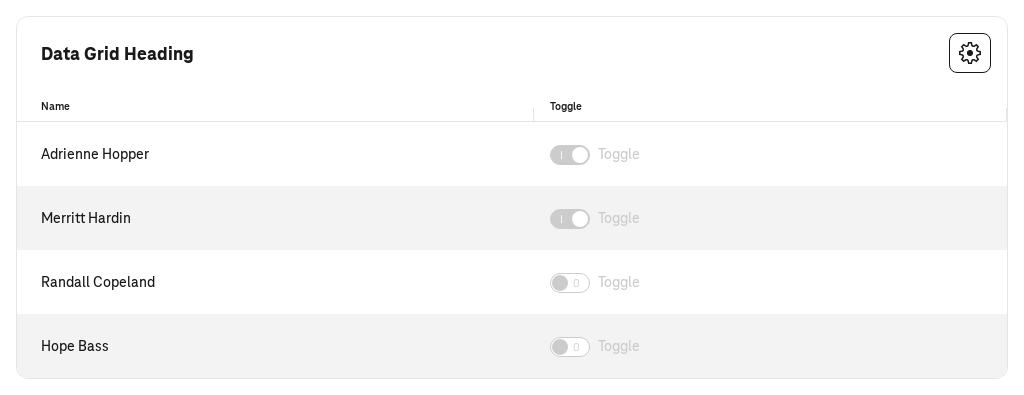 Data Grid Heading
Name Toggle
Adrienne Hopper I Toggle
Merritt Hardin I Toggle
Randall Copeland 0 Toggle
Hope Bass 0 Toggle